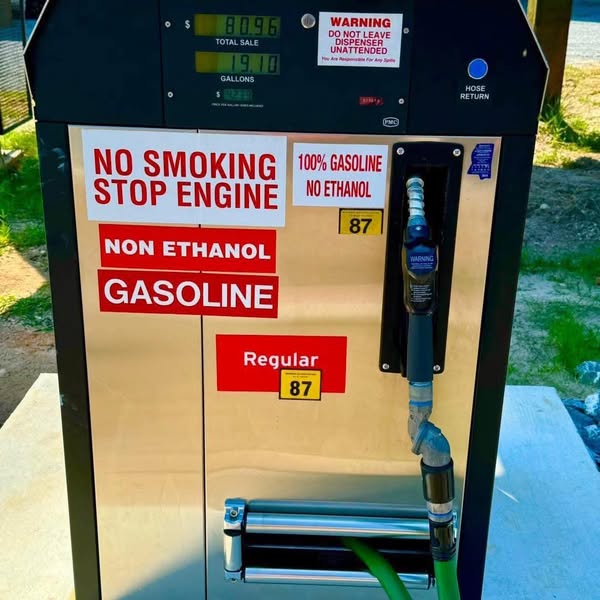 $ 80.96
TOTAL SALE
19.10
GALLONS
$
WARNING
DO NOT LEAVE
DISPENSER
UNATTENDED
You Are Responsible For Any Spills
HOSE
RETURN
PMC
NO SMOKING
STOP ENGINE
100% GASOLINE
NO ETHANOL
87
NON ETHANOL
GASOLINE
WARNING
Regular
87